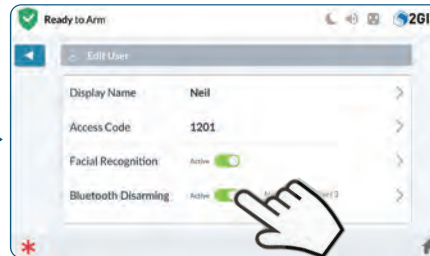 Ready to Arm
2GI
Edit User
Display Name Neil
Access Code 1201
Facial Recognition Active
Bluetooth Disarming Active